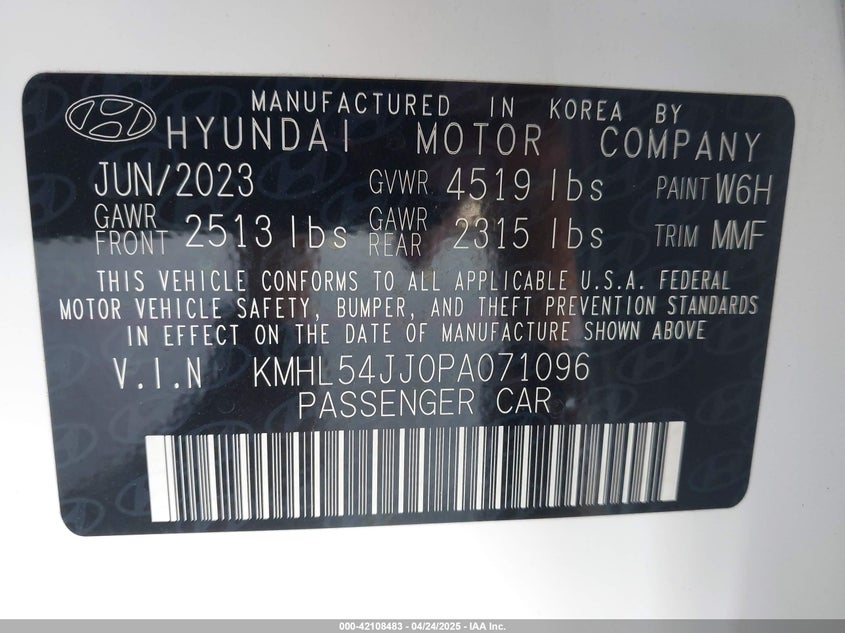 MANUFACTURED IN KOREA BY
HYUNDAI MOTOR COMPANY
JUN/2023 GVWR 4519 lbs PAINT W6H
GAWR FRONT 2513 lbs GAWR REAR 2315 lbs TRIM MMF
THIS VEHICLE CONFORMS TO ALL APPLICABLE U.S.A. FEDERAL
MOTOR VEHICLE SAFETY, BUMPER, AND THEFT PREVENTION STANDARDS
IN EFFECT ON THE DATE OF MANUFACTURE SHOWN ABOVE
V.I.N KMHL54JJ0PA071096
PASSENGER CAR
000-42108483 - 04/24/2025 - IAA Inc.